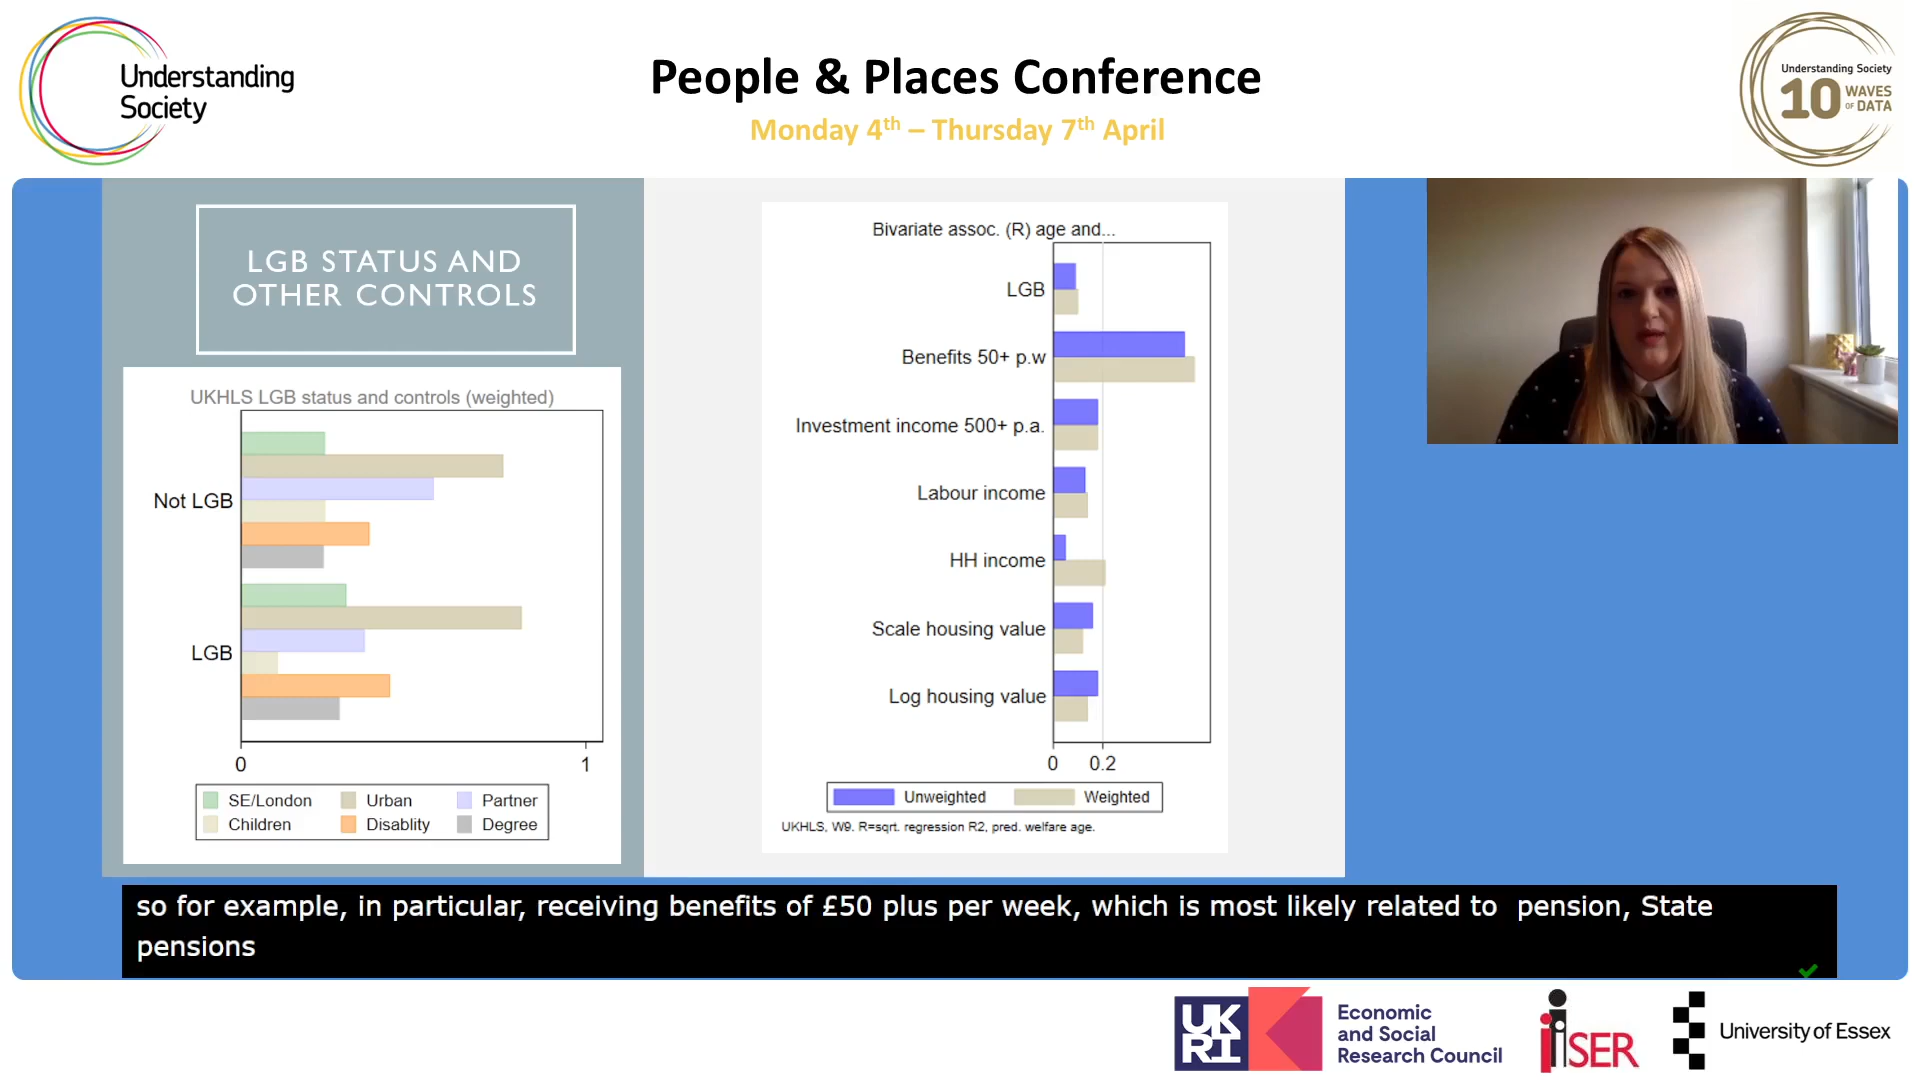 Understanding
Society
People & Places Conference
Monday 4th – Thursday 7th April
Understanding Society
10 WAVES
OF DATA
LGB STATUS AND
OTHER CONTROLS
UKHLS LGB status and controls (weighted)
Not LGB
LGB
0 1
SE/London Urban Partner
Children Disablity Degree
Bivariate assoc. (R) age and...
LGB
Benefits 50+ p.w
Investment income 500+ p.a.
Labour income
HH income
Scale housing value
Log housing value
0 0.2
Unweighted Weighted
UKHLS, W9. R=sqrt. regression R2, pred. welfare age.
so for example, in particular, receiving benefits of £50 plus per week, which is most likely related to pension, State
pensions
UK
RI
Economic
and Social
Research Council
iSER
University of Essex